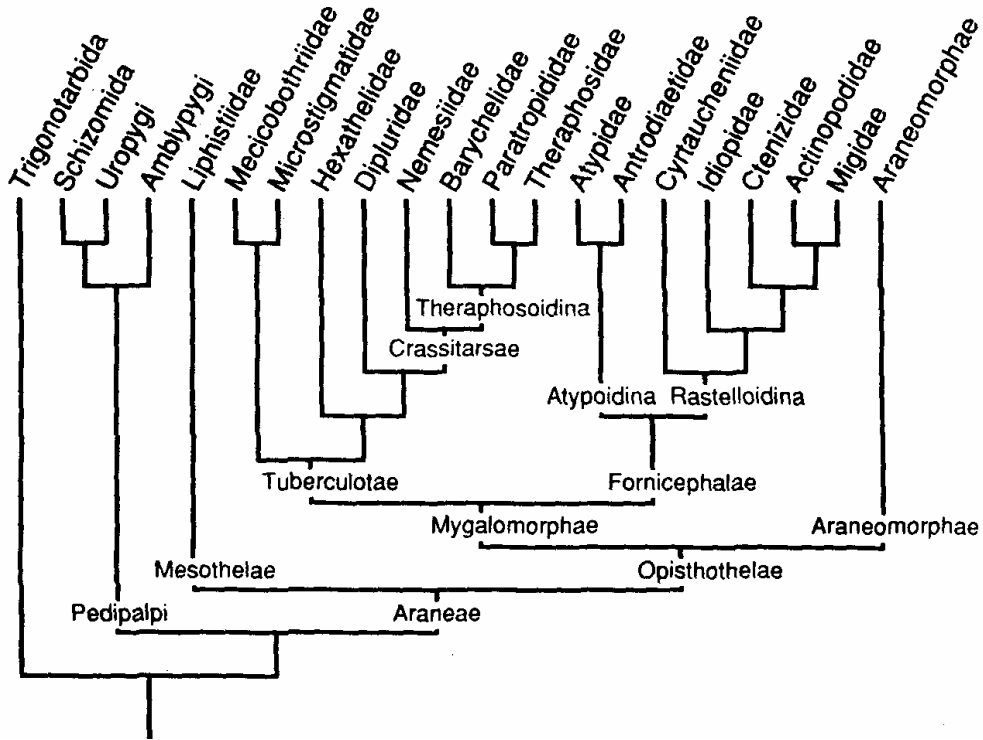 Trigonotarbida
Schizomida
Uropygi
Amblypygi
Liphistiidae
Mecicobothriidae
Microstigmatidae
Hexathelidae
Dipluridae
Nemesiidae
Barychelidae
Paratropididae
Theraphosidae
Atypidae
Antrodiaetidae
Cyrtaucheniidae
Idiopidae
Ctenizidae
Actinopodidae
Migidae
Araneomorphae
Theraphosoidina
Crassitarsae
Atypoidina Rastelloidina
Tuberculotae Fornicephalae
Mygalomorphae Araneomorphae
Mesothelae Opisthothelae
Pedipalpi Araneae